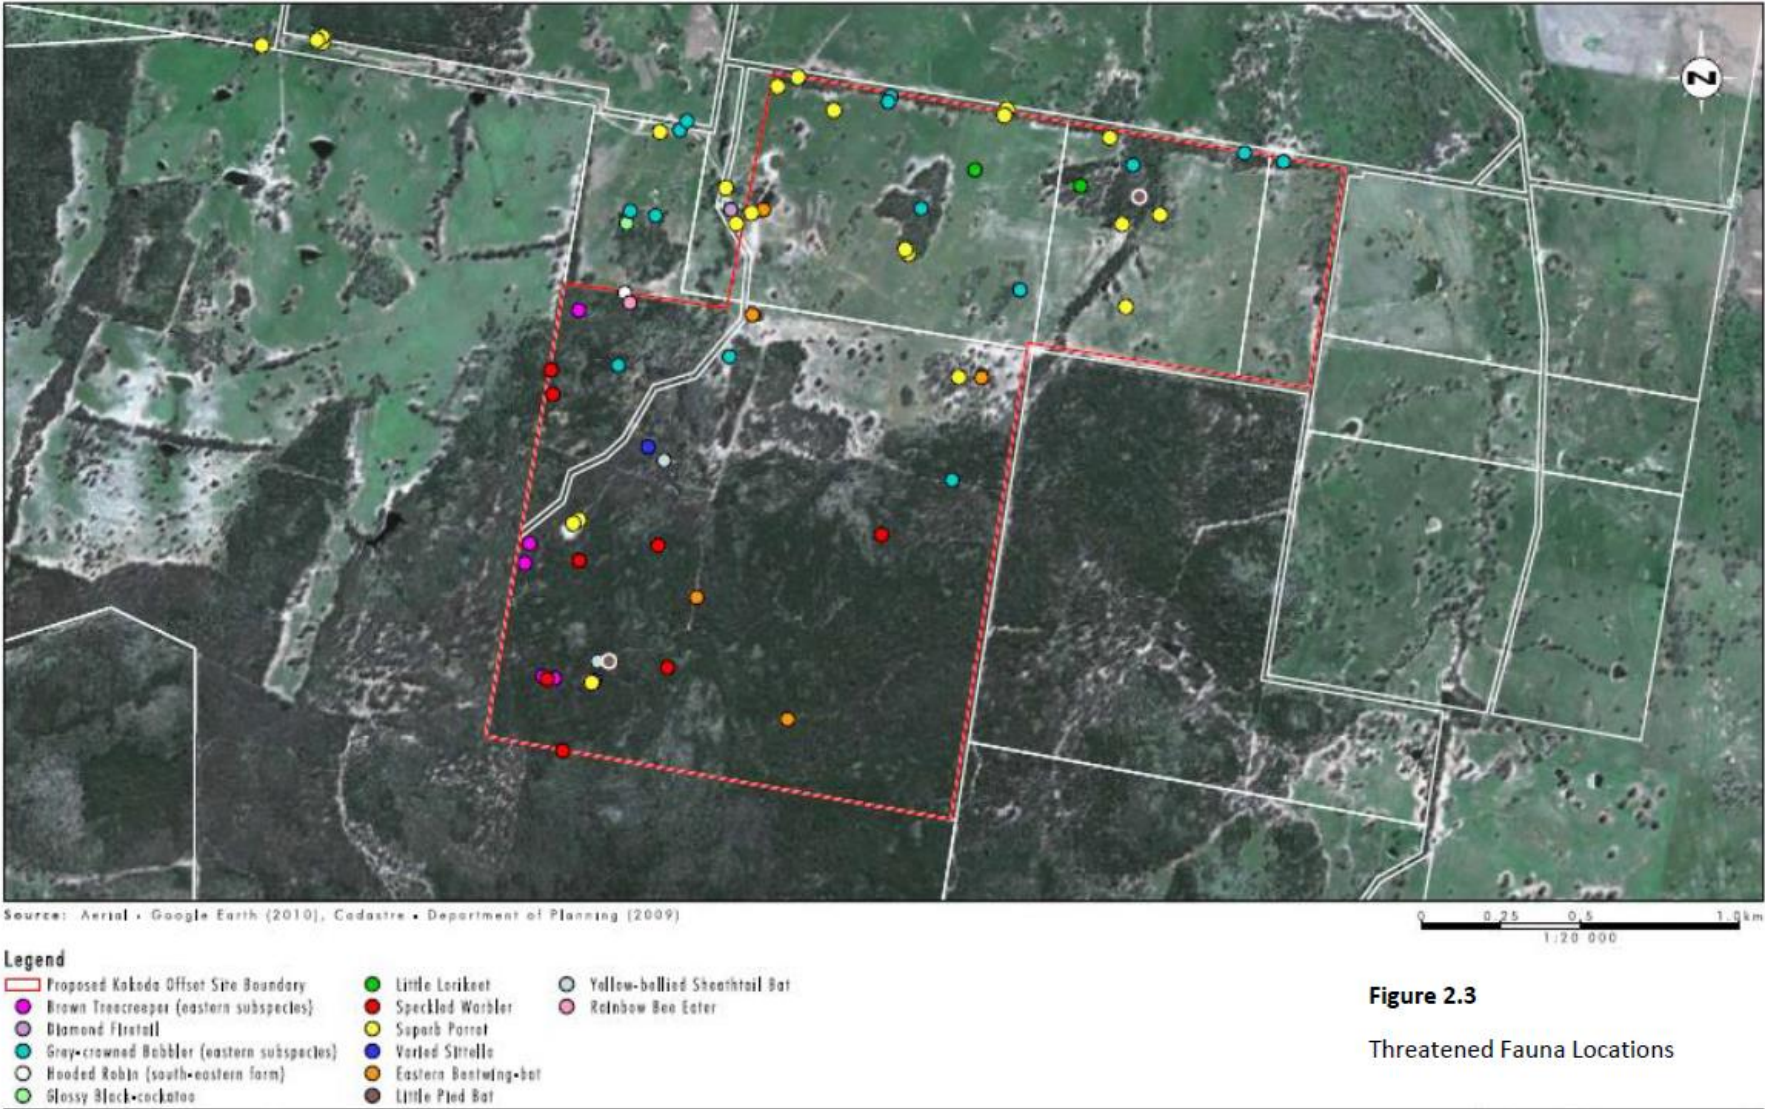 N
Source: Aerial - Google Earth (2010), Cadastre - Department of Planning (2009)
0 0.25 0.5 1.0km
1:20 000
Legend
Proposed Kokoda Offset Site Boundary
Brown Treecreeper (eastern subspecies)
Diamond Firetail
Grey-crowned Babbler (eastern subspecies)
Hooded Robin (south-eastern form)
Glossy Black-cockatoo
Little Lorikeet
Speckled Warbler
Superb Parrot
Varied Sittella
Eastern Bentwing-bat
Little Pied Bat
Yellow-bellied Sheathtail Bat
Rainbow Bee Eater
Figure 2.3
Threatened Fauna Locations